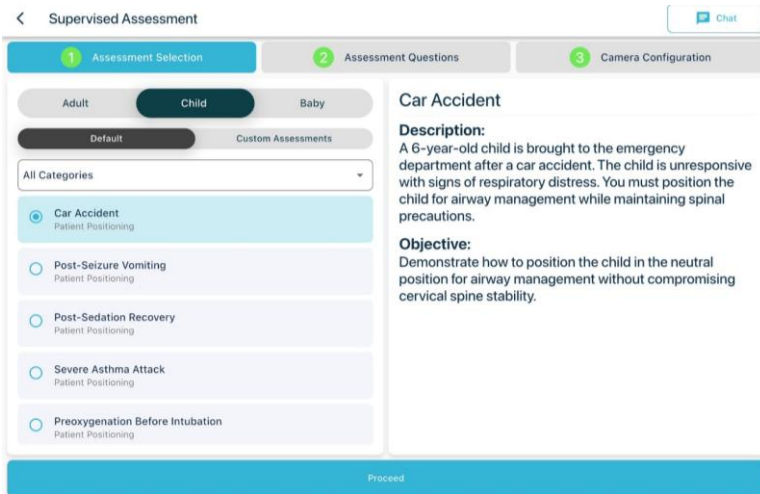 Supervised Assessment
Chat
1 Assessment Selection
2 Assessment Questions
3 Camera Configuration
Adult
Child
Baby
Default
Custom Assessments
All Categories
Car Accident
Patient Positioning
Post-Seizure Vomiting
Patient Positioning
Post-Sedation Recovery
Patient Positioning
Severe Asthma Attack
Patient Positioning
Preoxygenation Before Intubation
Patient Positioning
Car Accident
Description:
A 6-year-old child is brought to the emergency
department after a car accident. The child is unresponsive
with signs of respiratory distress. You must position the
child for airway management while maintaining spinal
precautions.
Objective:
Demonstrate how to position the child in the neutral
position for airway management without compromising
cervical spine stability.
Proceed